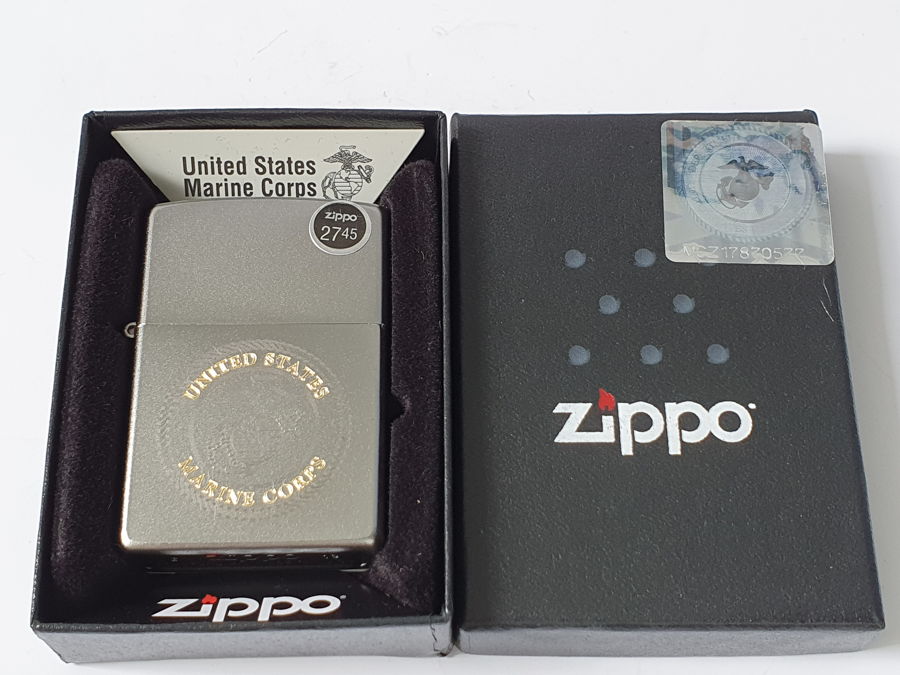 United States
Marine Corps
zippo
2745
UNITED STATES
MARINE CORPS
zippo
zippo